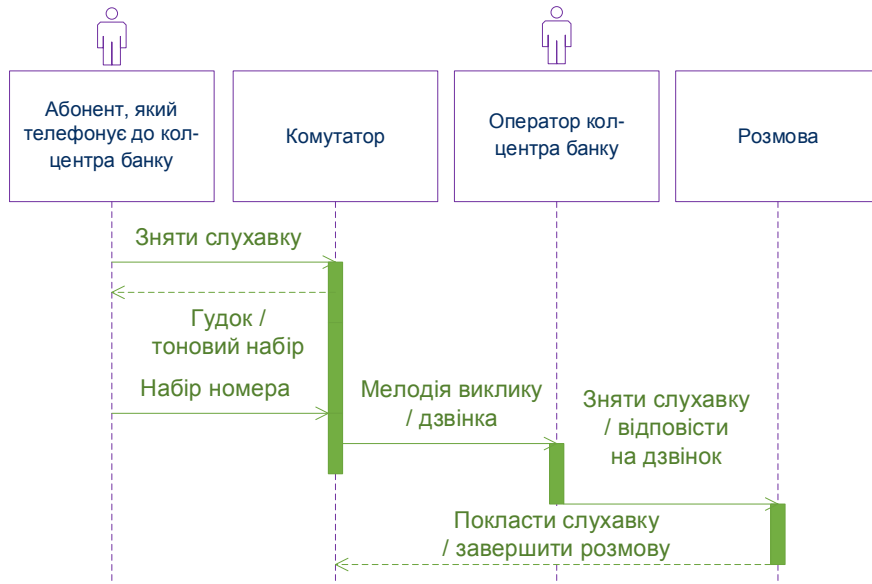 Абонент, який
телефонує до кол-
центра банку
Комутатор
Оператор кол-
центра банку
Розмова
Зняти слухавку
Гудок /
тоновий набір
Набір номера
Мелодія виклику
/ дзвінка
Зняти слухавку
/ відповісти
на дзвінок
Покласти слухавку
/ завершити розмову